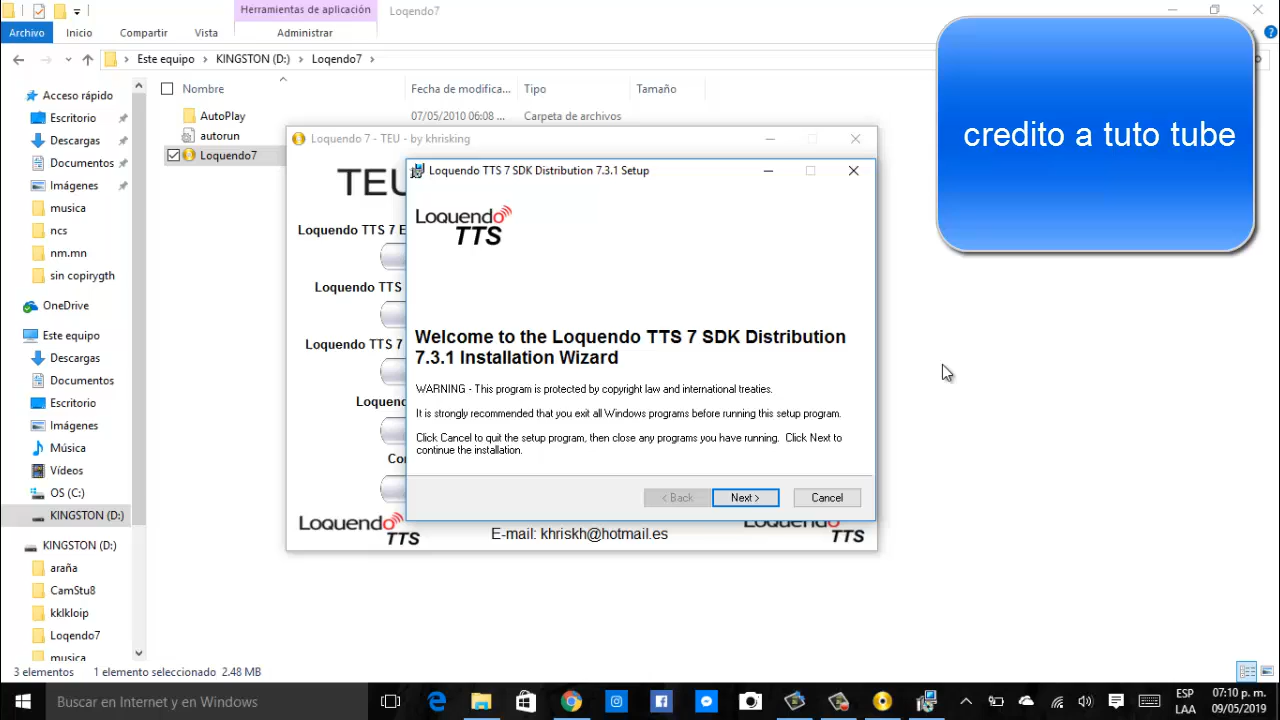 Herramientas de aplicación
Loqendo7
Archivo
Inicio
Compartir
Vista
Administrar
Este equipo
KINGSTON (D:)
Loqendo7
Nombre
Fecha de modifica...
Tipo
Tamaño
AutoPlay
07/05/2010 06:08 ...
Carpeta de archivos
autorun
Loquendo7
Acceso rápido
Escritorio
Descargas
Documentos
Imágenes
musica
ncs
nm.mn
sin copirygth
OneDrive
Este equipo
Descargas
Documentos
Escritorio
Imágenes
Música
Vídeos
OS (C:)
KINGSTON (D:)
KINGSTON (D:)
araña
CamStu8
kklkloip
Loqendo7
musica
Loquendo 7 - TEU - by khrisking
TEU
Loquendo TTS 7 E
Loquendo TTS
Loquendo TTS 7
Loquendo
Co
Loquendo
TTS
E-mail: khriskh@hotmail.es
Loquendo
TTS
Loquendo TTS 7 SDK Distribution 7.3.1 Setup
Loquendo
TTS
Welcome to the Loquendo TTS 7 SDK Distribution
7.3.1 Installation Wizard
WARNING - This program is protected by copyright law and international treaties.
It is strongly recommended that you exit all Windows programs before running this setup program.
Click Cancel to quit the setup program, then close any programs you have running. Click Next to
continue the installation.
< Back
Next >
Cancel
credito a tuto tube
3 elementos
1 elemento seleccionado 2.48 MB
Buscar en Internet y en Windows
ESP
LAA
07:10 p. m.
09/05/2019